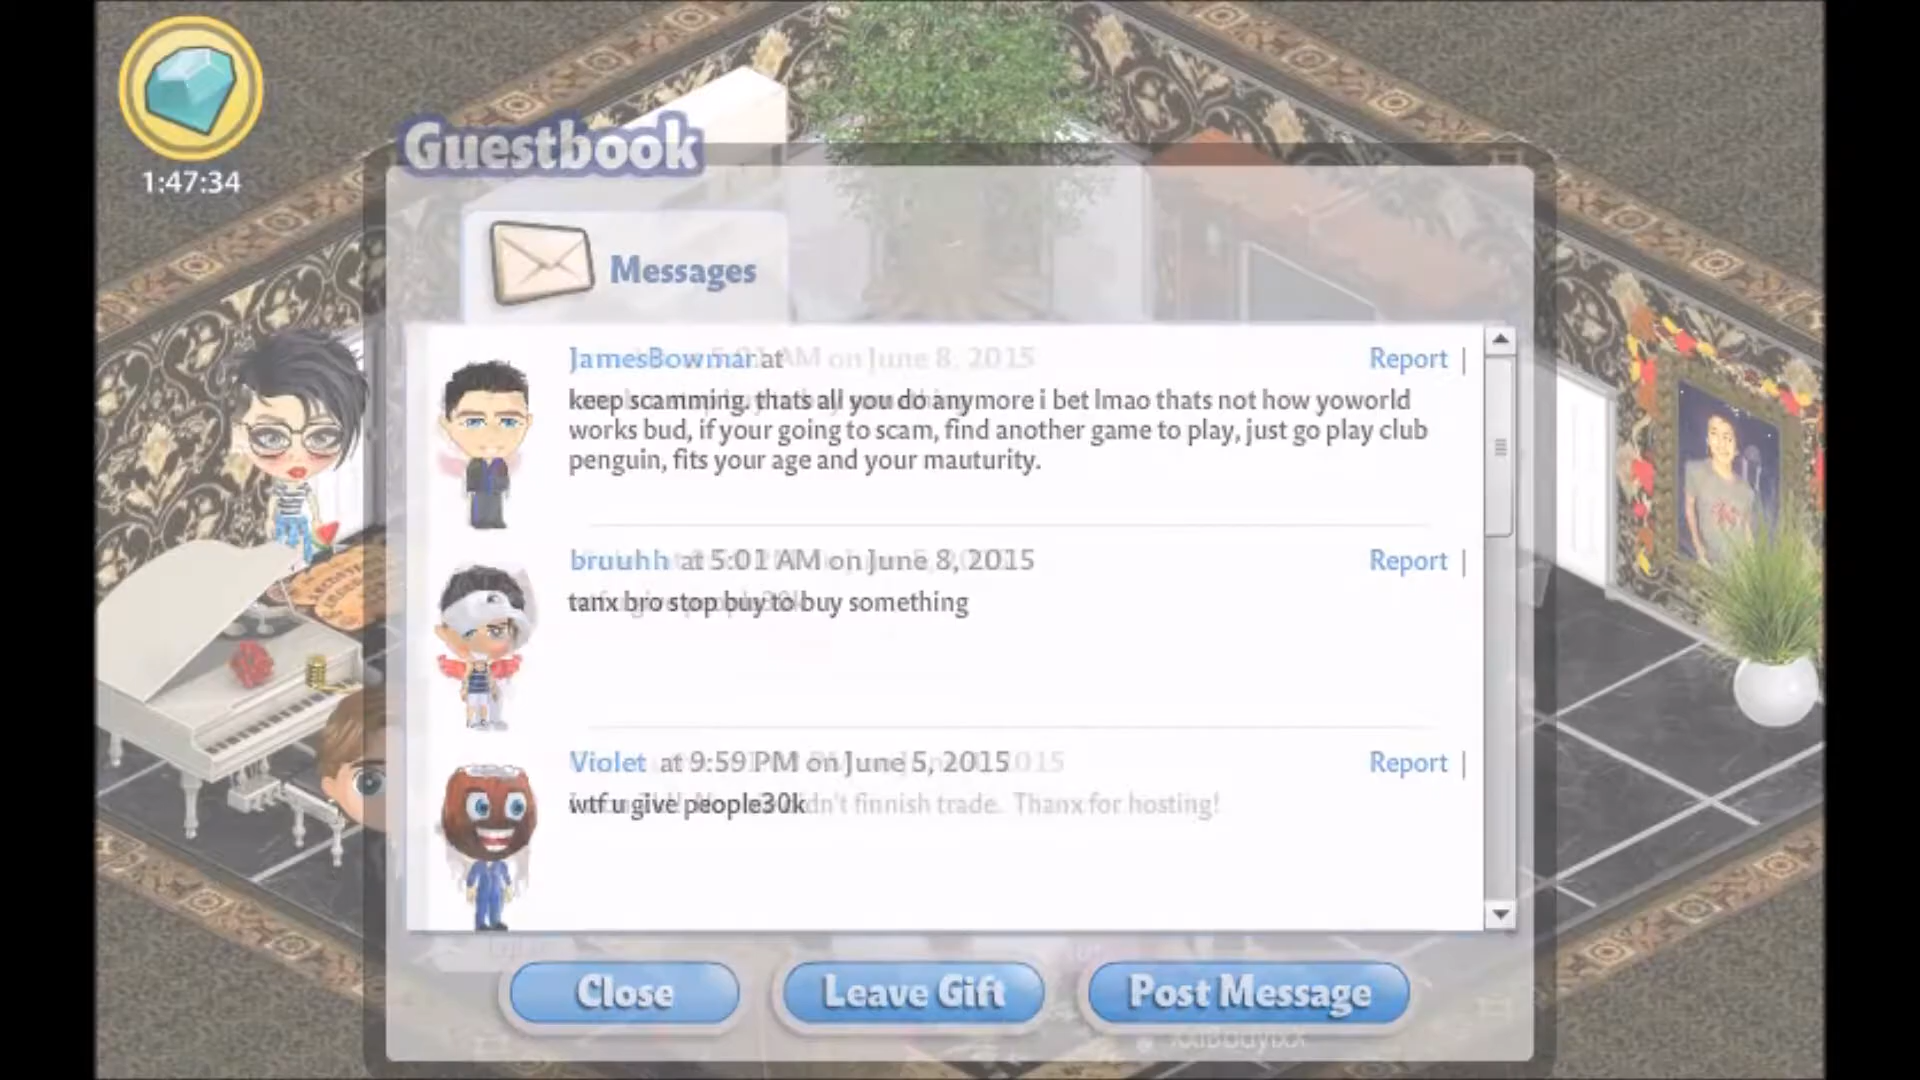 1:47:34
Guestbook
Messages
JamesBowmar at
Report |
keep scamming. thats all you do anymore i bet lmao thats not how yoworld
works bud, if your going to scam, find another game to play, just go play club
penguin, fits your age and your mauturity.
bruuhh at 5:01 AM on June 8, 2015
Report |
tanx bro stop buy to buy something
Violet at 9:59 PM on June 5, 2015
Report |
wtf u give people30k
Close
Leave Gift
Post Message